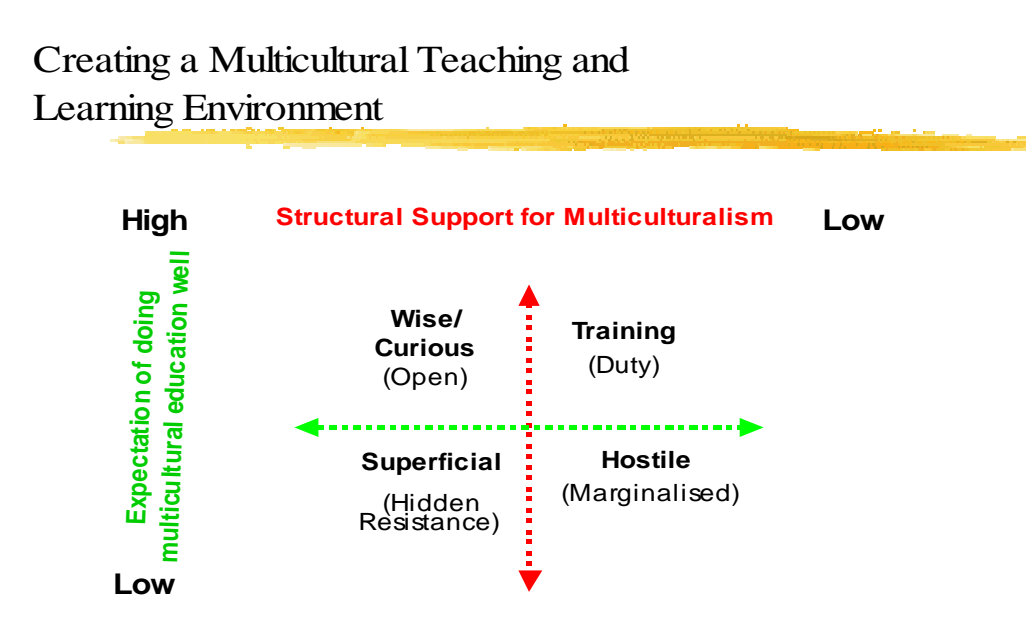 Creating a Multicultural Teaching and
Learning Environment
High
Structural Support for Multiculturalism
Low
Expectation of doing
multicultural education well
Wise/
Curious
(Open)
Training
(Duty)
Superficial
(Hidden
Resistance)
Hostile
(Marginalised)
Low